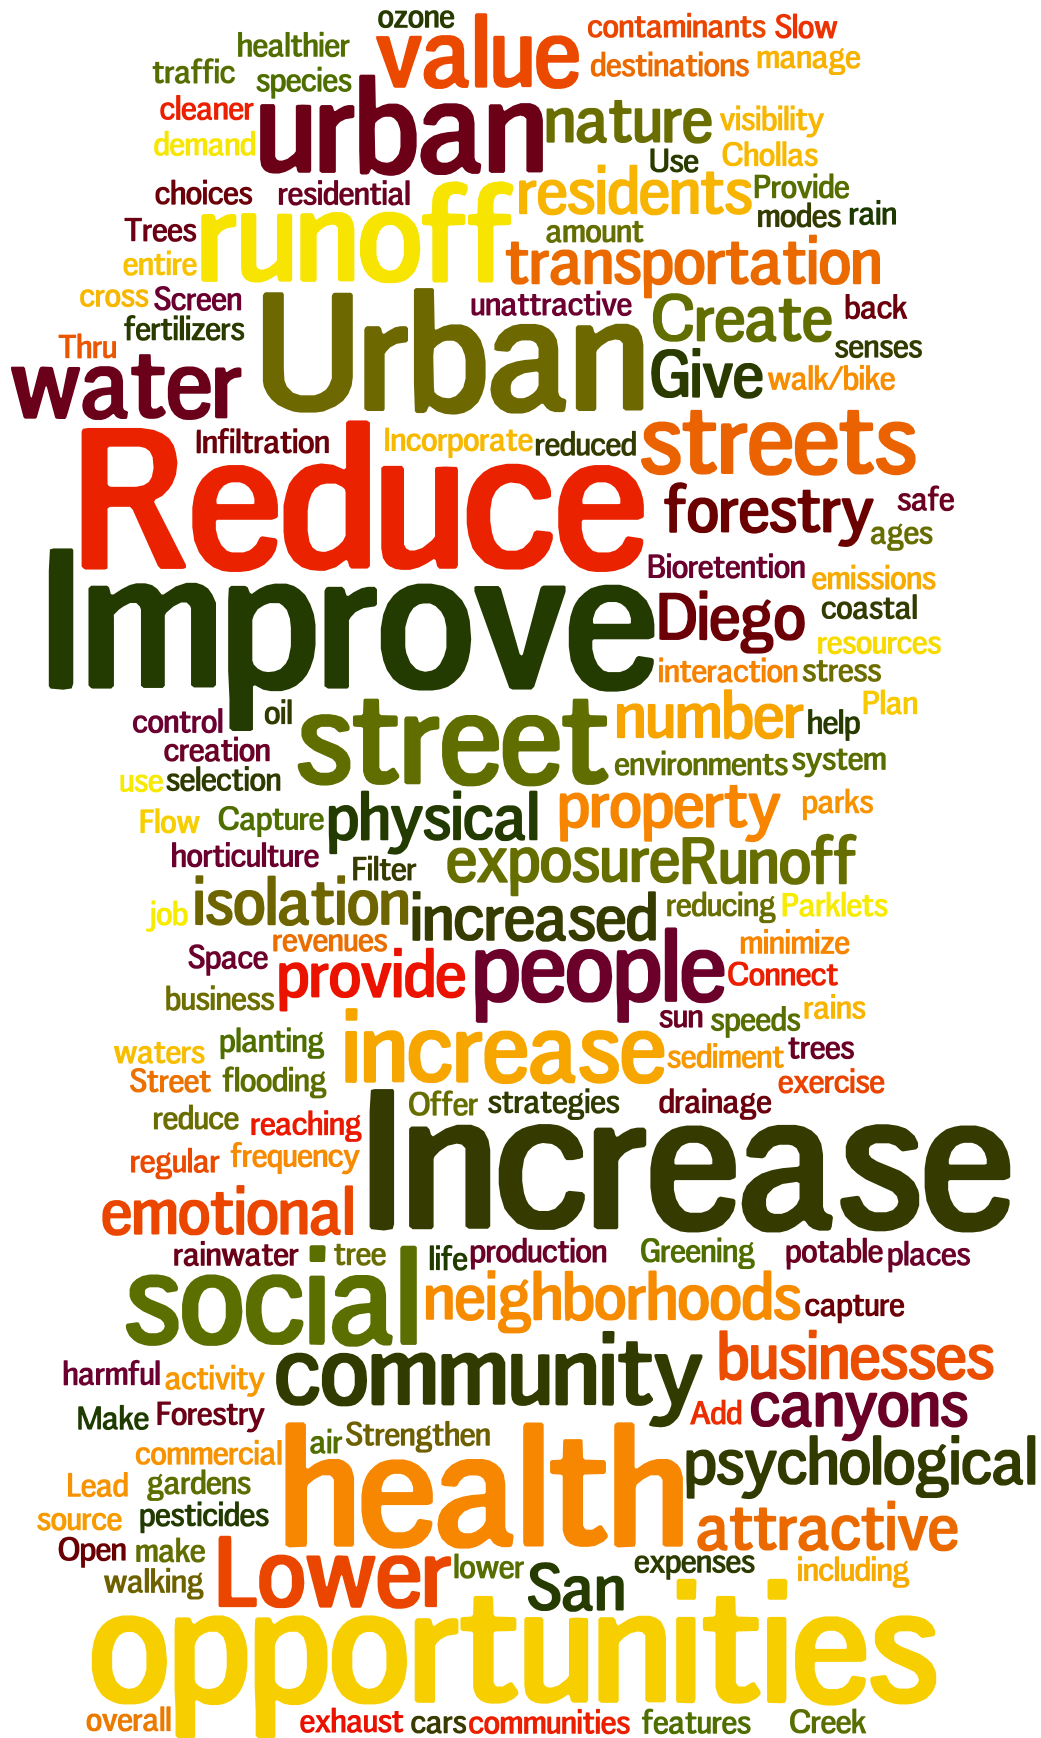 ozone
value
contaminants Slow
healthier
destinations manage
traffic species
cleaner urban nature visibility
demand
Use Chollas
choices residential residents Provide
modes rain
Trees runoff amount
entire transportation
cross Screen Urban unattractive Create back
fertilizers
Thru senses
water Give walk/bike
Infiltration Incorporate reduced streets
Reduce forestry safe
ages
Improve Bioretention emissions
Diego coastal
resources
interaction stress
control oil street number help Plan
creation
use selection environments system
Flow Capture physical property parks
horticulture Filter exposure Runoff
job isolation increased reducing Parklets
revenues people minimize
Space provide Connect
business
sun speeds rains
waters planting increase sediment trees
Street flooding exercise
reduce Offer strategies drainage
reaching Increase
regular frequency
emotional
rainwater tree life production Greening potable places
social neighborhoods capture
harmful activity community businesses
Make Forestry Add canyons
commercial air Strengthen
Lead gardens health psychological
source pesticides attractive
Open make Lower lower expenses including
walking San
opportunities
overall exhaust cars communities features Creek